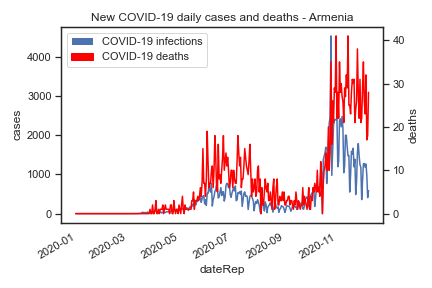 New COVID-19 daily cases and deaths - Armenia
COVID-19 infections
COVID-19 deaths
4000
3000
2000
1000
0
cases
40
30
20
10
0
deaths
2020-01
2020-03
2020-05
2020-07
2020-09
2020-11
dateRep